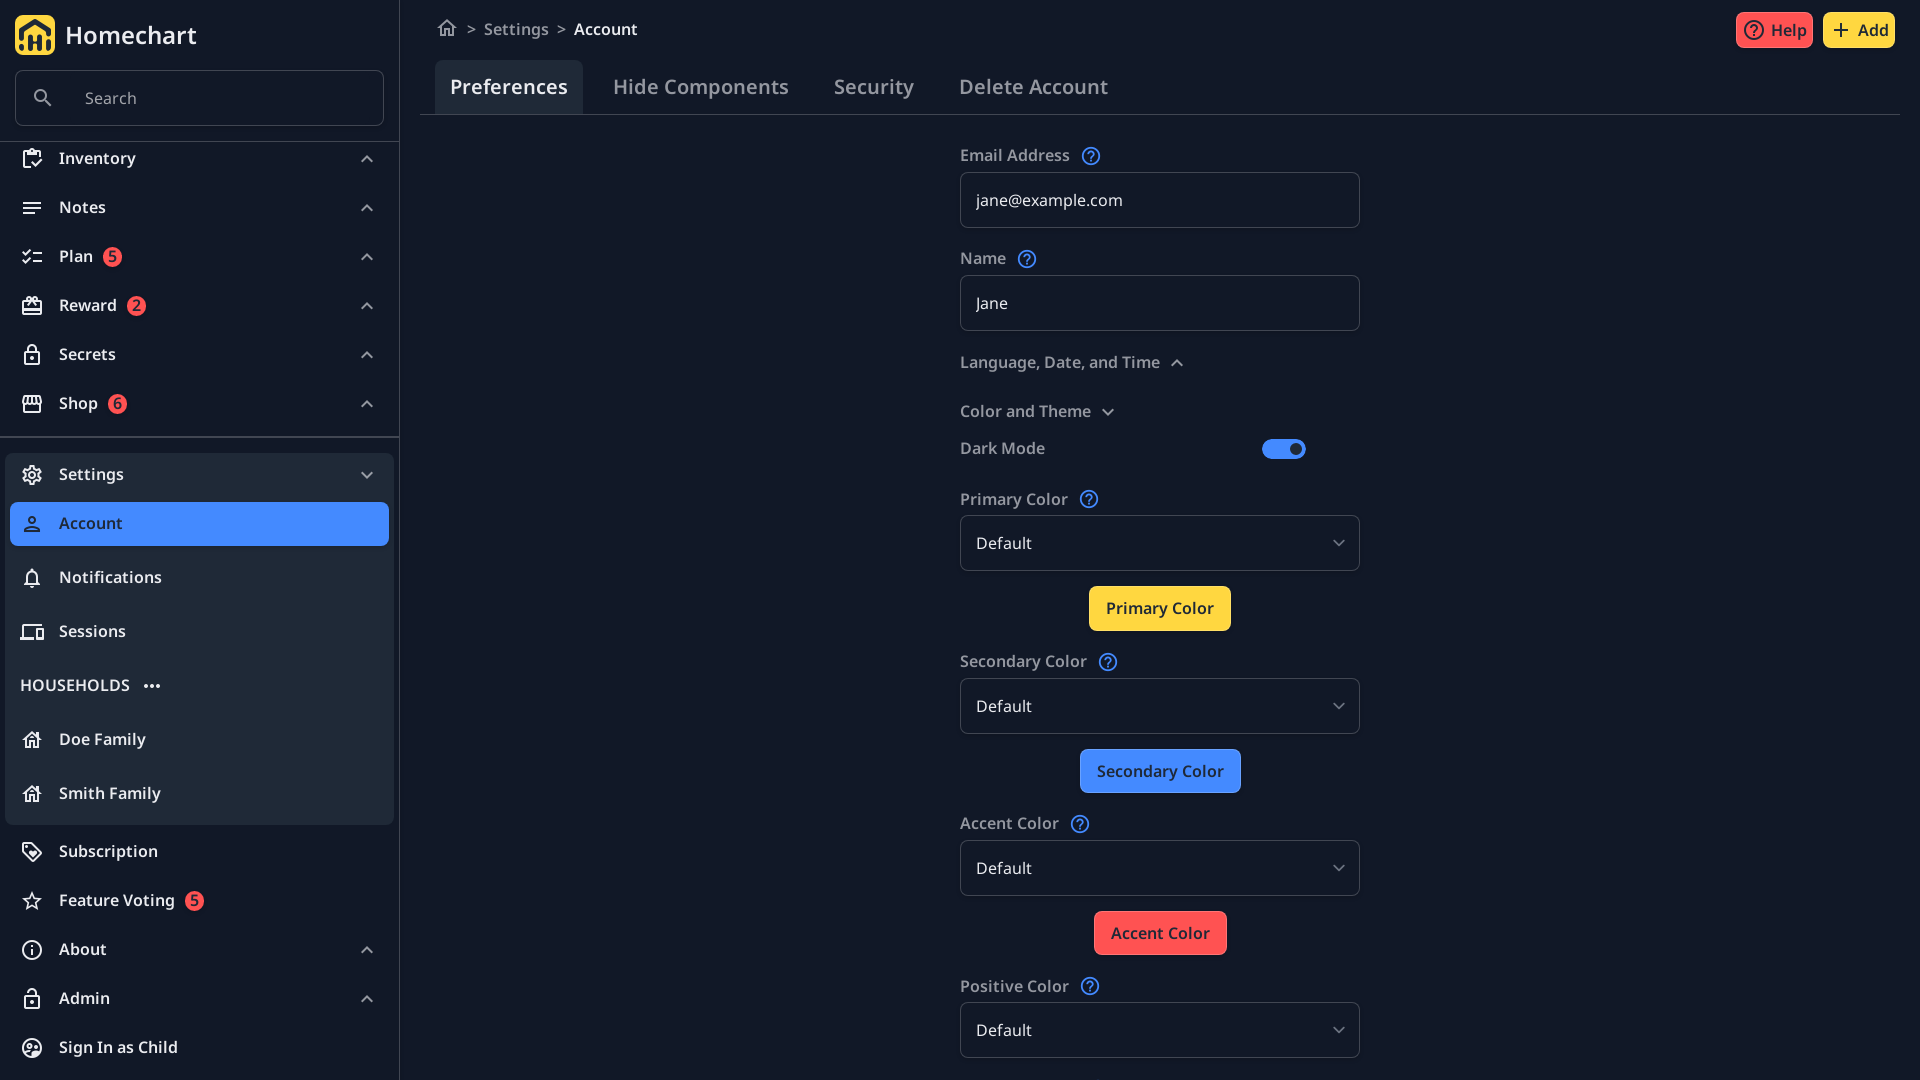 Homechart
Search
Inventory
Notes
Plan 5
Reward 2
Secrets
Shop 6
Settings
Account
Notifications
Sessions
HOUSEHOLDS
Doe Family
Smith Family
Subscription
Feature Voting 5
About
Admin
Sign In as Child
> Settings > Account
Help
Add
Preferences Hide Components Security Delete Account
Email Address
jane@example.com
Name
Jane
Language, Date, and Time
Color and Theme
Dark Mode
Primary Color
Default
Primary Color
Secondary Color
Default
Secondary Color
Accent Color
Default
Accent Color
Positive Color
Default